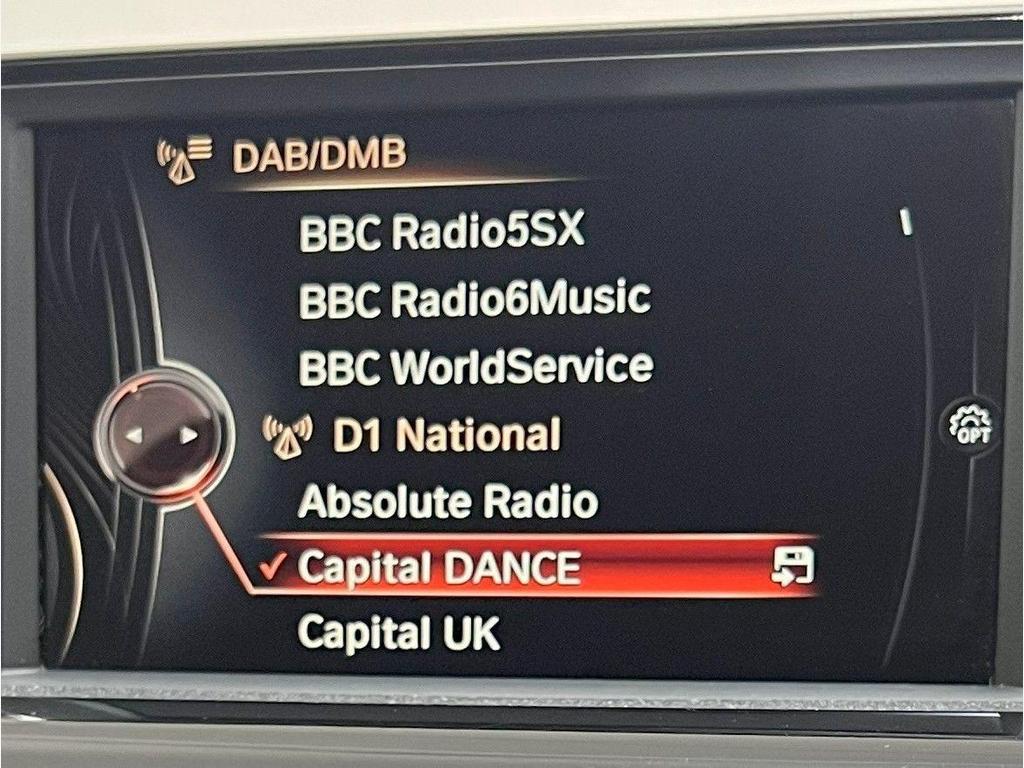 DAB/DMB
BBC Radio5SX
BBC Radio6Music
BBC WorldService
D1 National
OPT
Absolute Radio
Capital DANCE
Capital UK